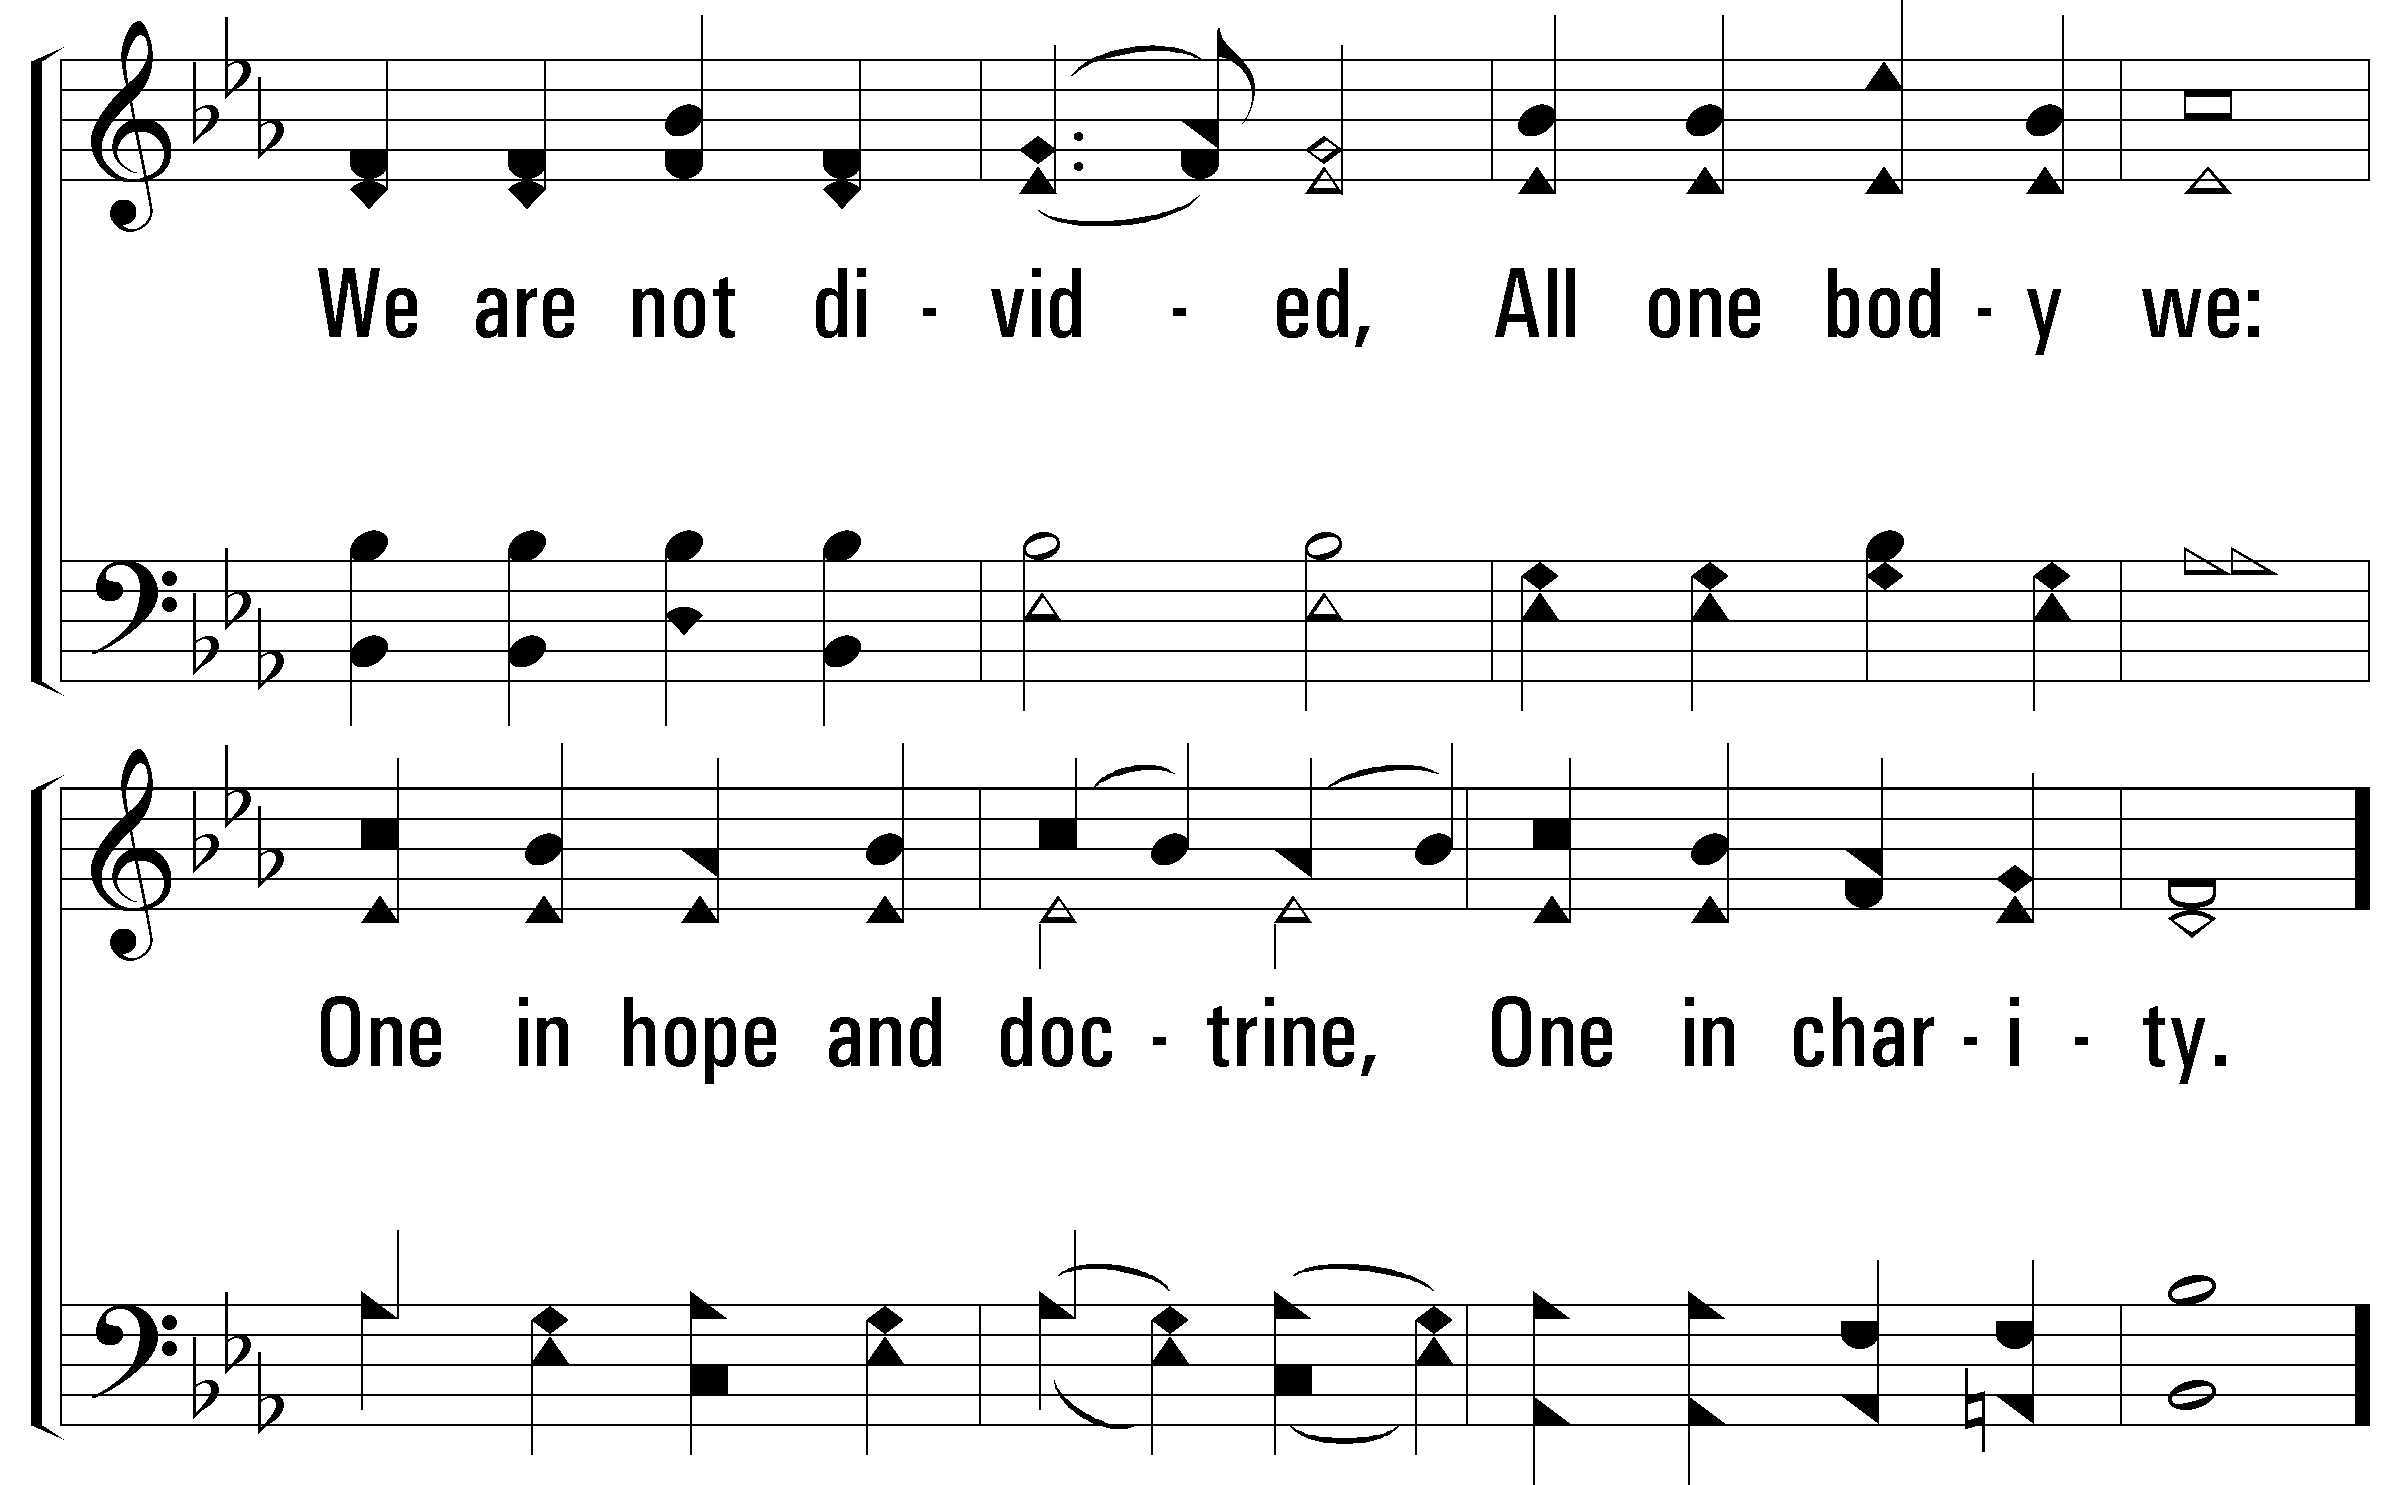 We are not di - vid - ed, All one bod - y we:
One in hope and doc - trine, One in char - i - ty.